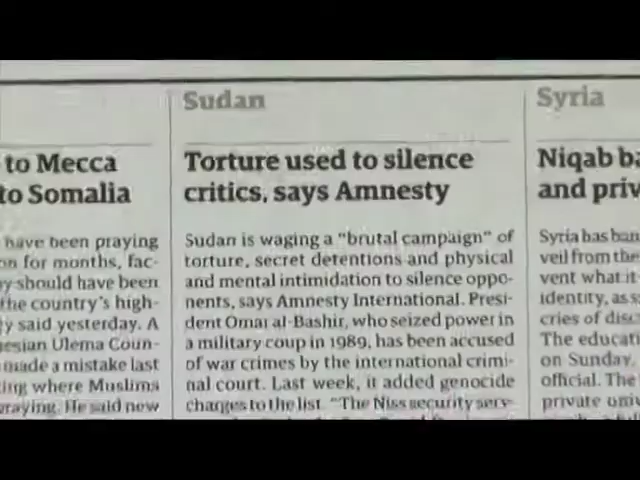 to Mecca
to Somalia
have been praying
on for months, fac-
y should have been
the country's high-
y said yesterday. A
nesian Ulema Coun-
made a mistake last
ing where Muslims
praying. He said new
Sudan
Torture used to silence
critics, says Amnesty
Sudan is waging a "brutal campaign" of
torture, secret detentions and physical
and mental intimidation to silence oppo-
nents, says Amnesty International. Presi-
dent Omar al-Bashir, who seized power in
a military coup in 1989, has been accused
of war crimes by the international crimi-
nal court. Last week, it added genocide
charges to the list. "The Niss security serv-
Syria
Niqab ba
and priv
Syria has ban
veil from the
vent what it
identity, as s
cries of disc
The educati
on Sunday,
official. The
private univ